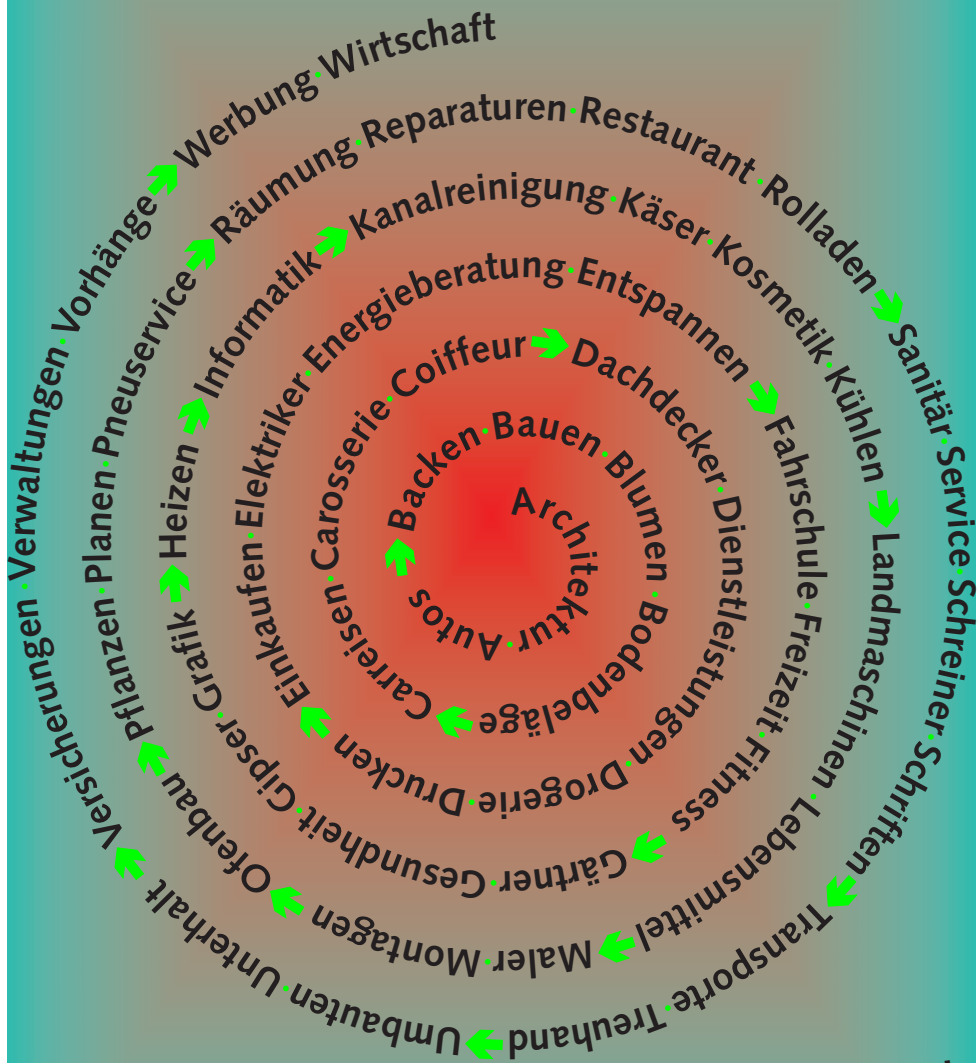 Architektur · Autos ➔ Backen · Bauen · Blumen · Bodenbeläge ➔ Carreisen · Carosserie · Coiffeur ➔ Dachdecker · Dienstleistungen · Drogerie · Drucken ➔ Einkaufen · Elektriker · Energieberatung · Entspannen ➔ Fahrschule · Freizeit · Fitness ➔ Gärtner · Gesundheit · Gipser · Grafik ➔ Heizen ➔ Informatik ➔ Kanalreinigung · Käser · Kosmetik · Kühlen ➔ Landmaschinen · Lebensmittel ➔ Maler · Montagen ➔ Ofenbau ➔ Pflanzen · Planen · Pneuservice ➔ Räumung · Reparaturen · Restaurant · Rolladen ➔ Sanitär · Service · Schreiner · Schriften ➔ Transporte · Treuhand ➔ Umbauten · Unterhalt ➔ Versicherungen · Verwaltungen · Vorhänge ➔ Werbung · Wirtschaft